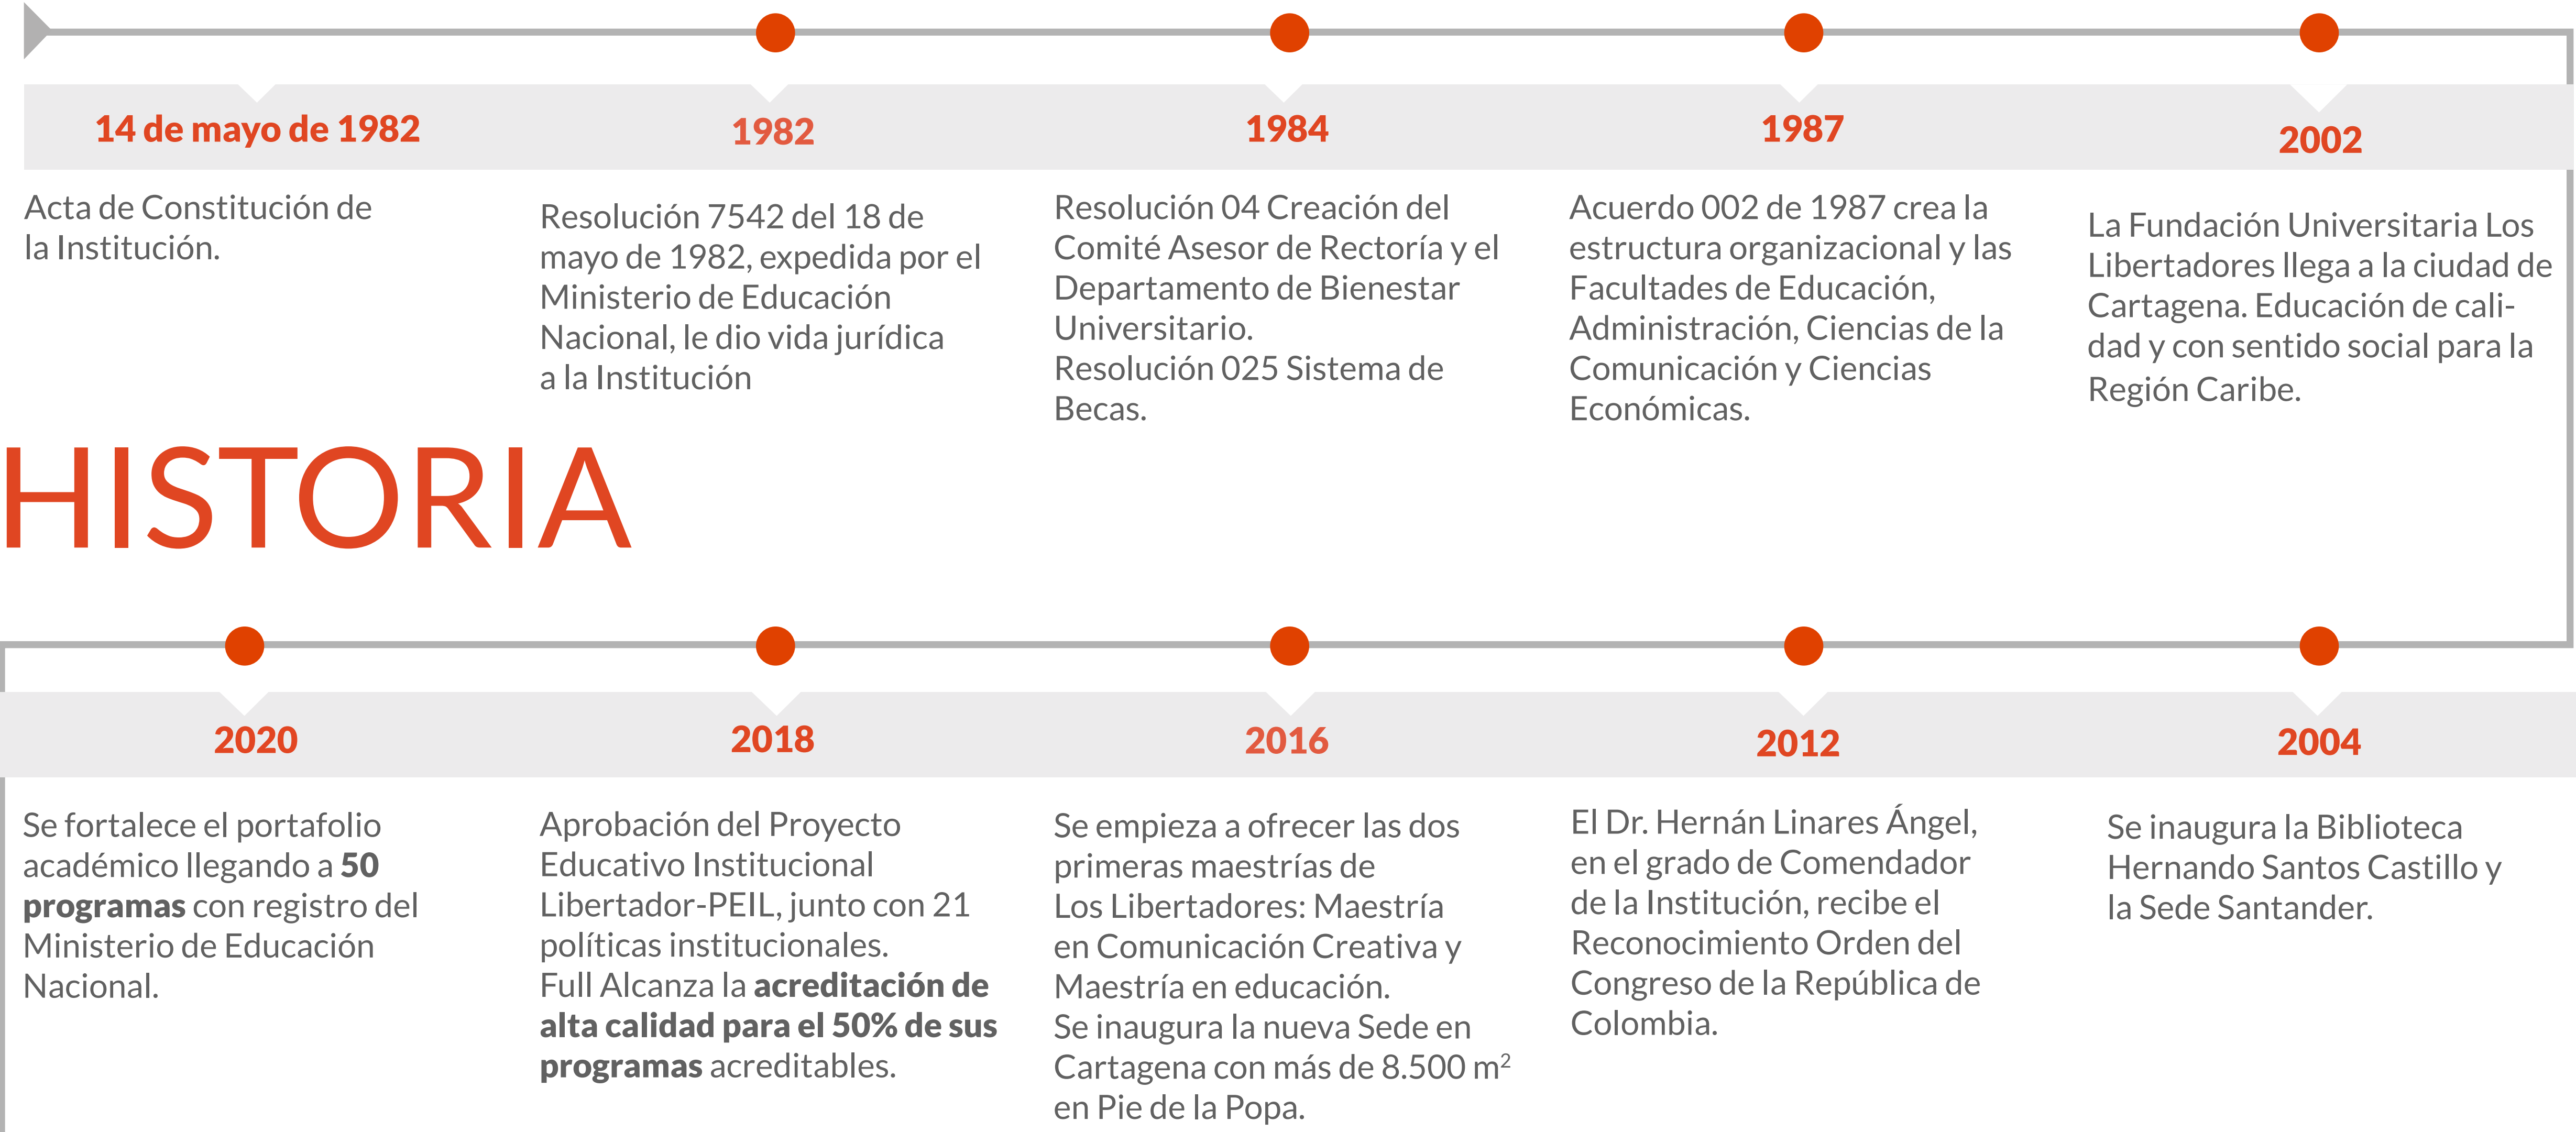 14 de mayo de 1982
Acta de Constitución de
la Institución.
1982
Resolución 7542 del 18 de
mayo de 1982, expedida por el
Ministerio de Educación
Nacional, le dio vida jurídica
a la Institución
1984
Resolución 04 Creación del
Comité Asesor de Rectoría y el
Departamento de Bienestar
Universitario.
Resolución 025 Sistema de
Becas.
1987
Acuerdo 002 de 1987 crea la
estructura organizacional y las
Facultades de Educación,
Administración, Ciencias de la
Comunicación y Ciencias
Económicas.
2002
La Fundación Universitaria Los
Libertadores llega a la ciudad de
Cartagena. Educación de cali-
dad y con sentido social para la
Región Caribe.
HISTORIA
2004
Se inaugura la Biblioteca
Hernando Santos Castillo y
la Sede Santander.
2012
El Dr. Hernán Linares Ángel,
en el grado de Comendador
de la Institución, recibe el
Reconocimiento Orden del
Congreso de la República de
Colombia.
2016
Se empieza a ofrecer las dos
primeras maestrías de
Los Libertadores: Maestría
en Comunicación Creativa y
Maestría en educación.
Se inaugura la nueva Sede en
Cartagena con más de 8.500 m²
en Pie de la Popa.
2018
Aprobación del Proyecto
Educativo Institucional
Libertador-PEIL, junto con 21
políticas institucionales.
Full Alcanza la acreditación de
alta calidad para el 50% de sus
programas acreditables.
2020
Se fortalece el portafolio
académico llegando a 50
programas con registro del
Ministerio de Educación
Nacional.